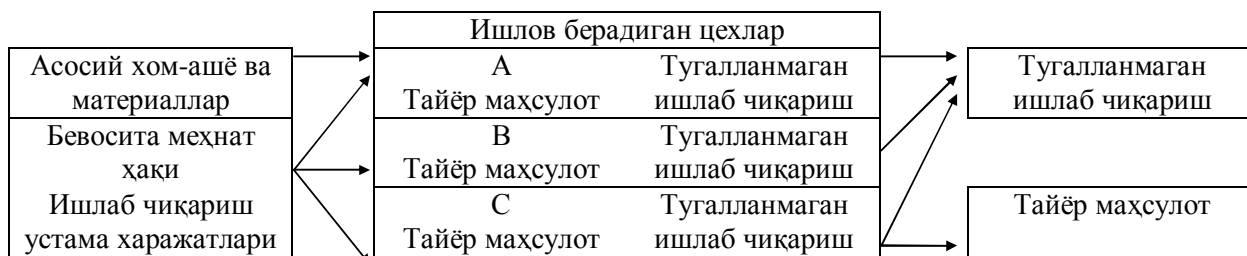 Ишлов берадиган цехлар
Асосий хом-ашё ва
материаллар
Бевосита меҳнат
ҳақи
Ишлаб чиқариш
устама харажатлари
А Тугалланмаган
Тайёр маҳсулот ишлаб чиқариш
В Тугалланмаган
Тайёр маҳсулот ишлаб чиқариш
С Тугалланмаган
Тайёр маҳсулот ишлаб чиқариш
Тугалланмаган
ишлаб чиқариш
Тайёр маҳсулот